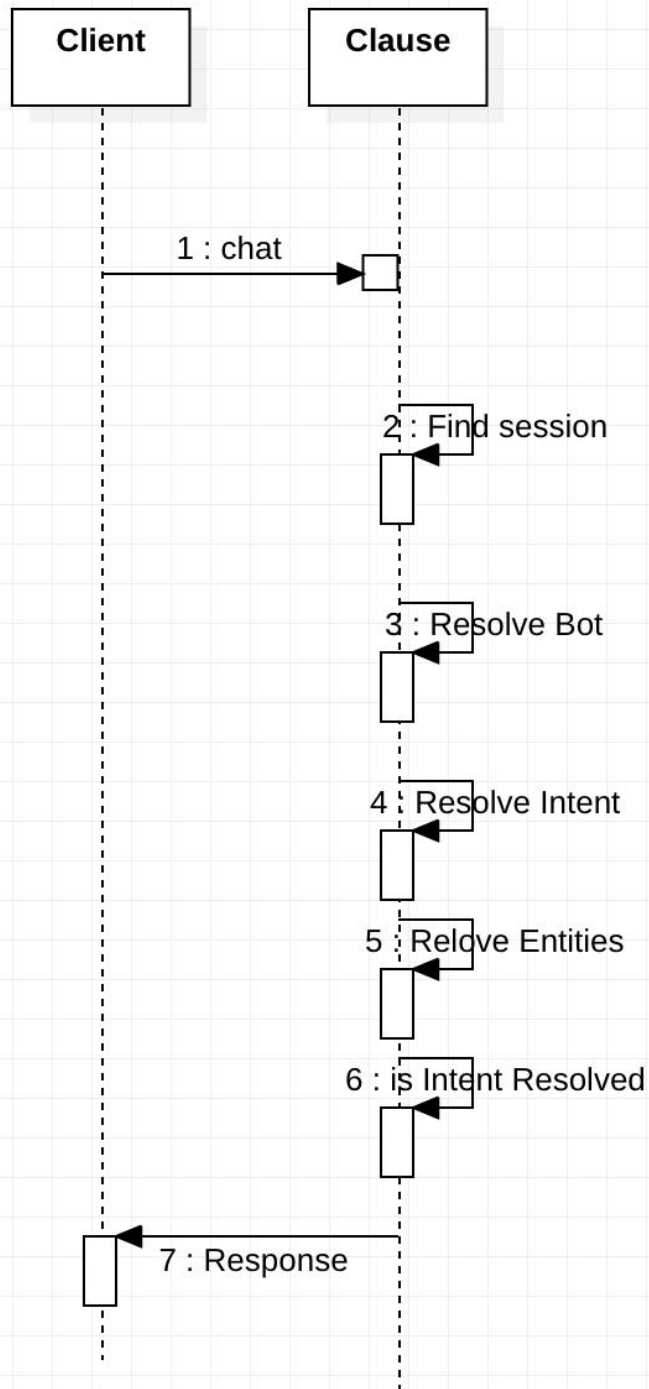 Client
Clause
1 : chat
2 : Find session
3 : Resolve Bot
4 : Resolve Intent
5 : Relove Entities
6 : is Intent Resolved
7 : Response